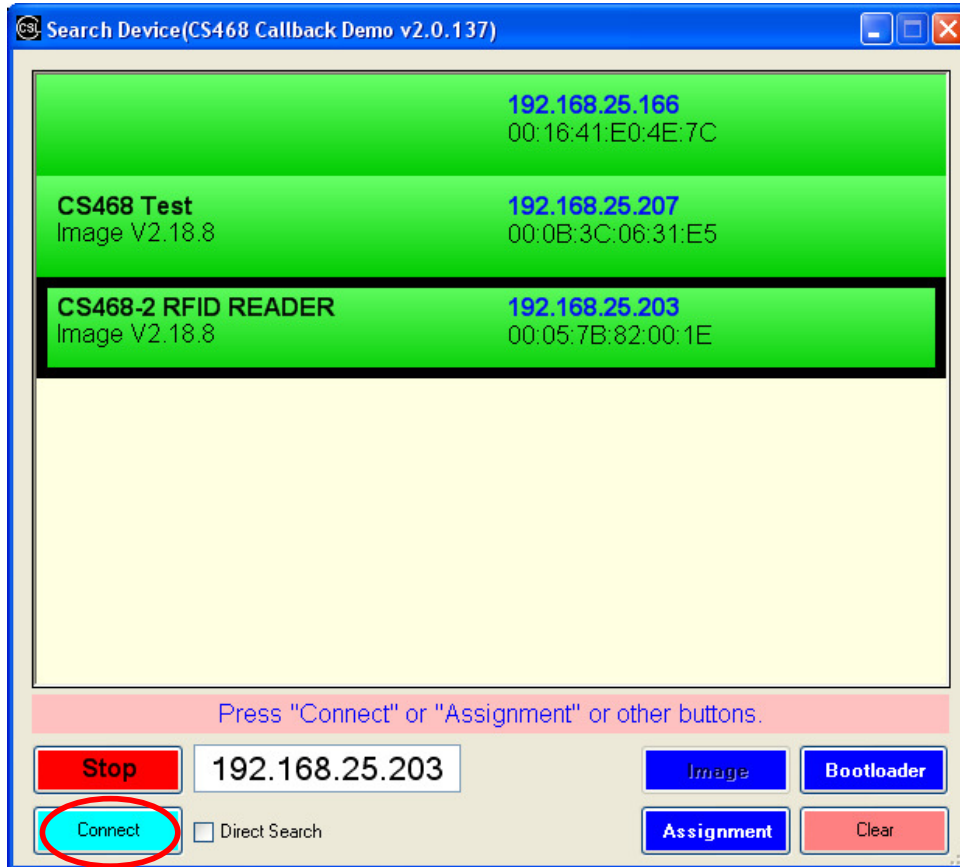 CSL Search Device(CS468 Callback Demo v2.0.137)
192.168.25.166
00:16:41:E0:4E:7C
CS468 Test 192.168.25.207
Image V2.18.8 00:0B:3C:06:31:E5
CS468-2 RFID READER 192.168.25.203
Image V2.18.8 00:05:7B:82:00:1E
Press "Connect" or "Assignment" or other buttons.
Stop 192.168.25.203 Image Bootloader
Connect Direct Search Assignment Clear